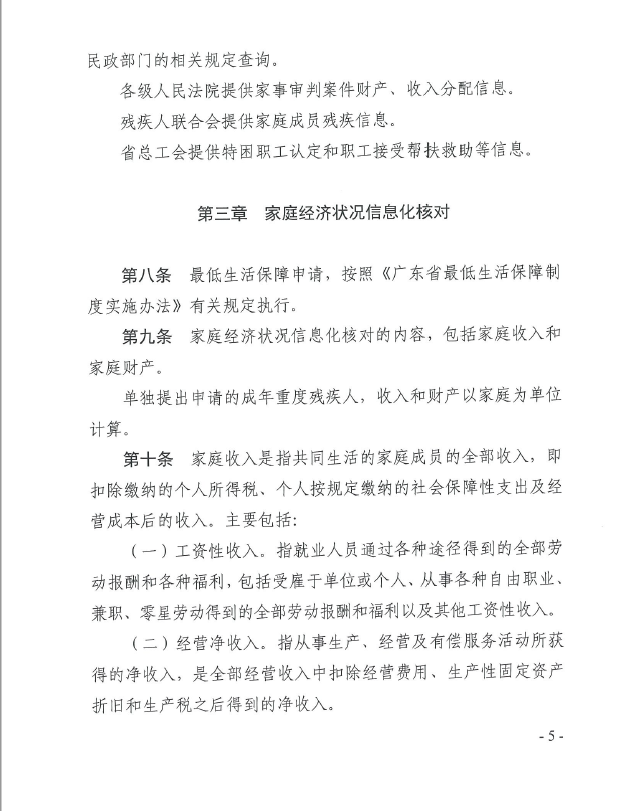 民政部门的相关规定查询。
各级人民法院提供家事审判案件财产、收入分配信息。
残疾人联合会提供家庭成员残疾信息。
省总工会提供特困职工认定和职工接受帮扶救助等信息。
第三章　家庭经济状况信息化核对
第八条　最低生活保障申请，按照《广东省最低生活保障制
度实施办法》有关规定执行。
第九条　家庭经济状况信息化核对的内容，包括家庭收入和
家庭财产。
单独提出申请的成年重度残疾人，收入和财产以家庭为单位
计算。
第十条　家庭收入是指共同生活的家庭成员的全部收入，即
扣除缴纳的个人所得税、个人按规定缴纳的社会保障性支出及经
营成本后的收入。主要包括：
（一）工资性收入。指就业人员通过各种途径得到的全部劳
动报酬和各种福利，包括受雇于单位或个人、从事各种自由职业、
兼职、零星劳动得到的全部劳动报酬和福利以及其他工资性收入。
（二）经营净收入。指从事生产、经营及有偿服务活动所获
得的净收入，是全部经营收入中扣除经营费用、生产性固定资产
折旧和生产税之后得到的净收入。
- 5 -